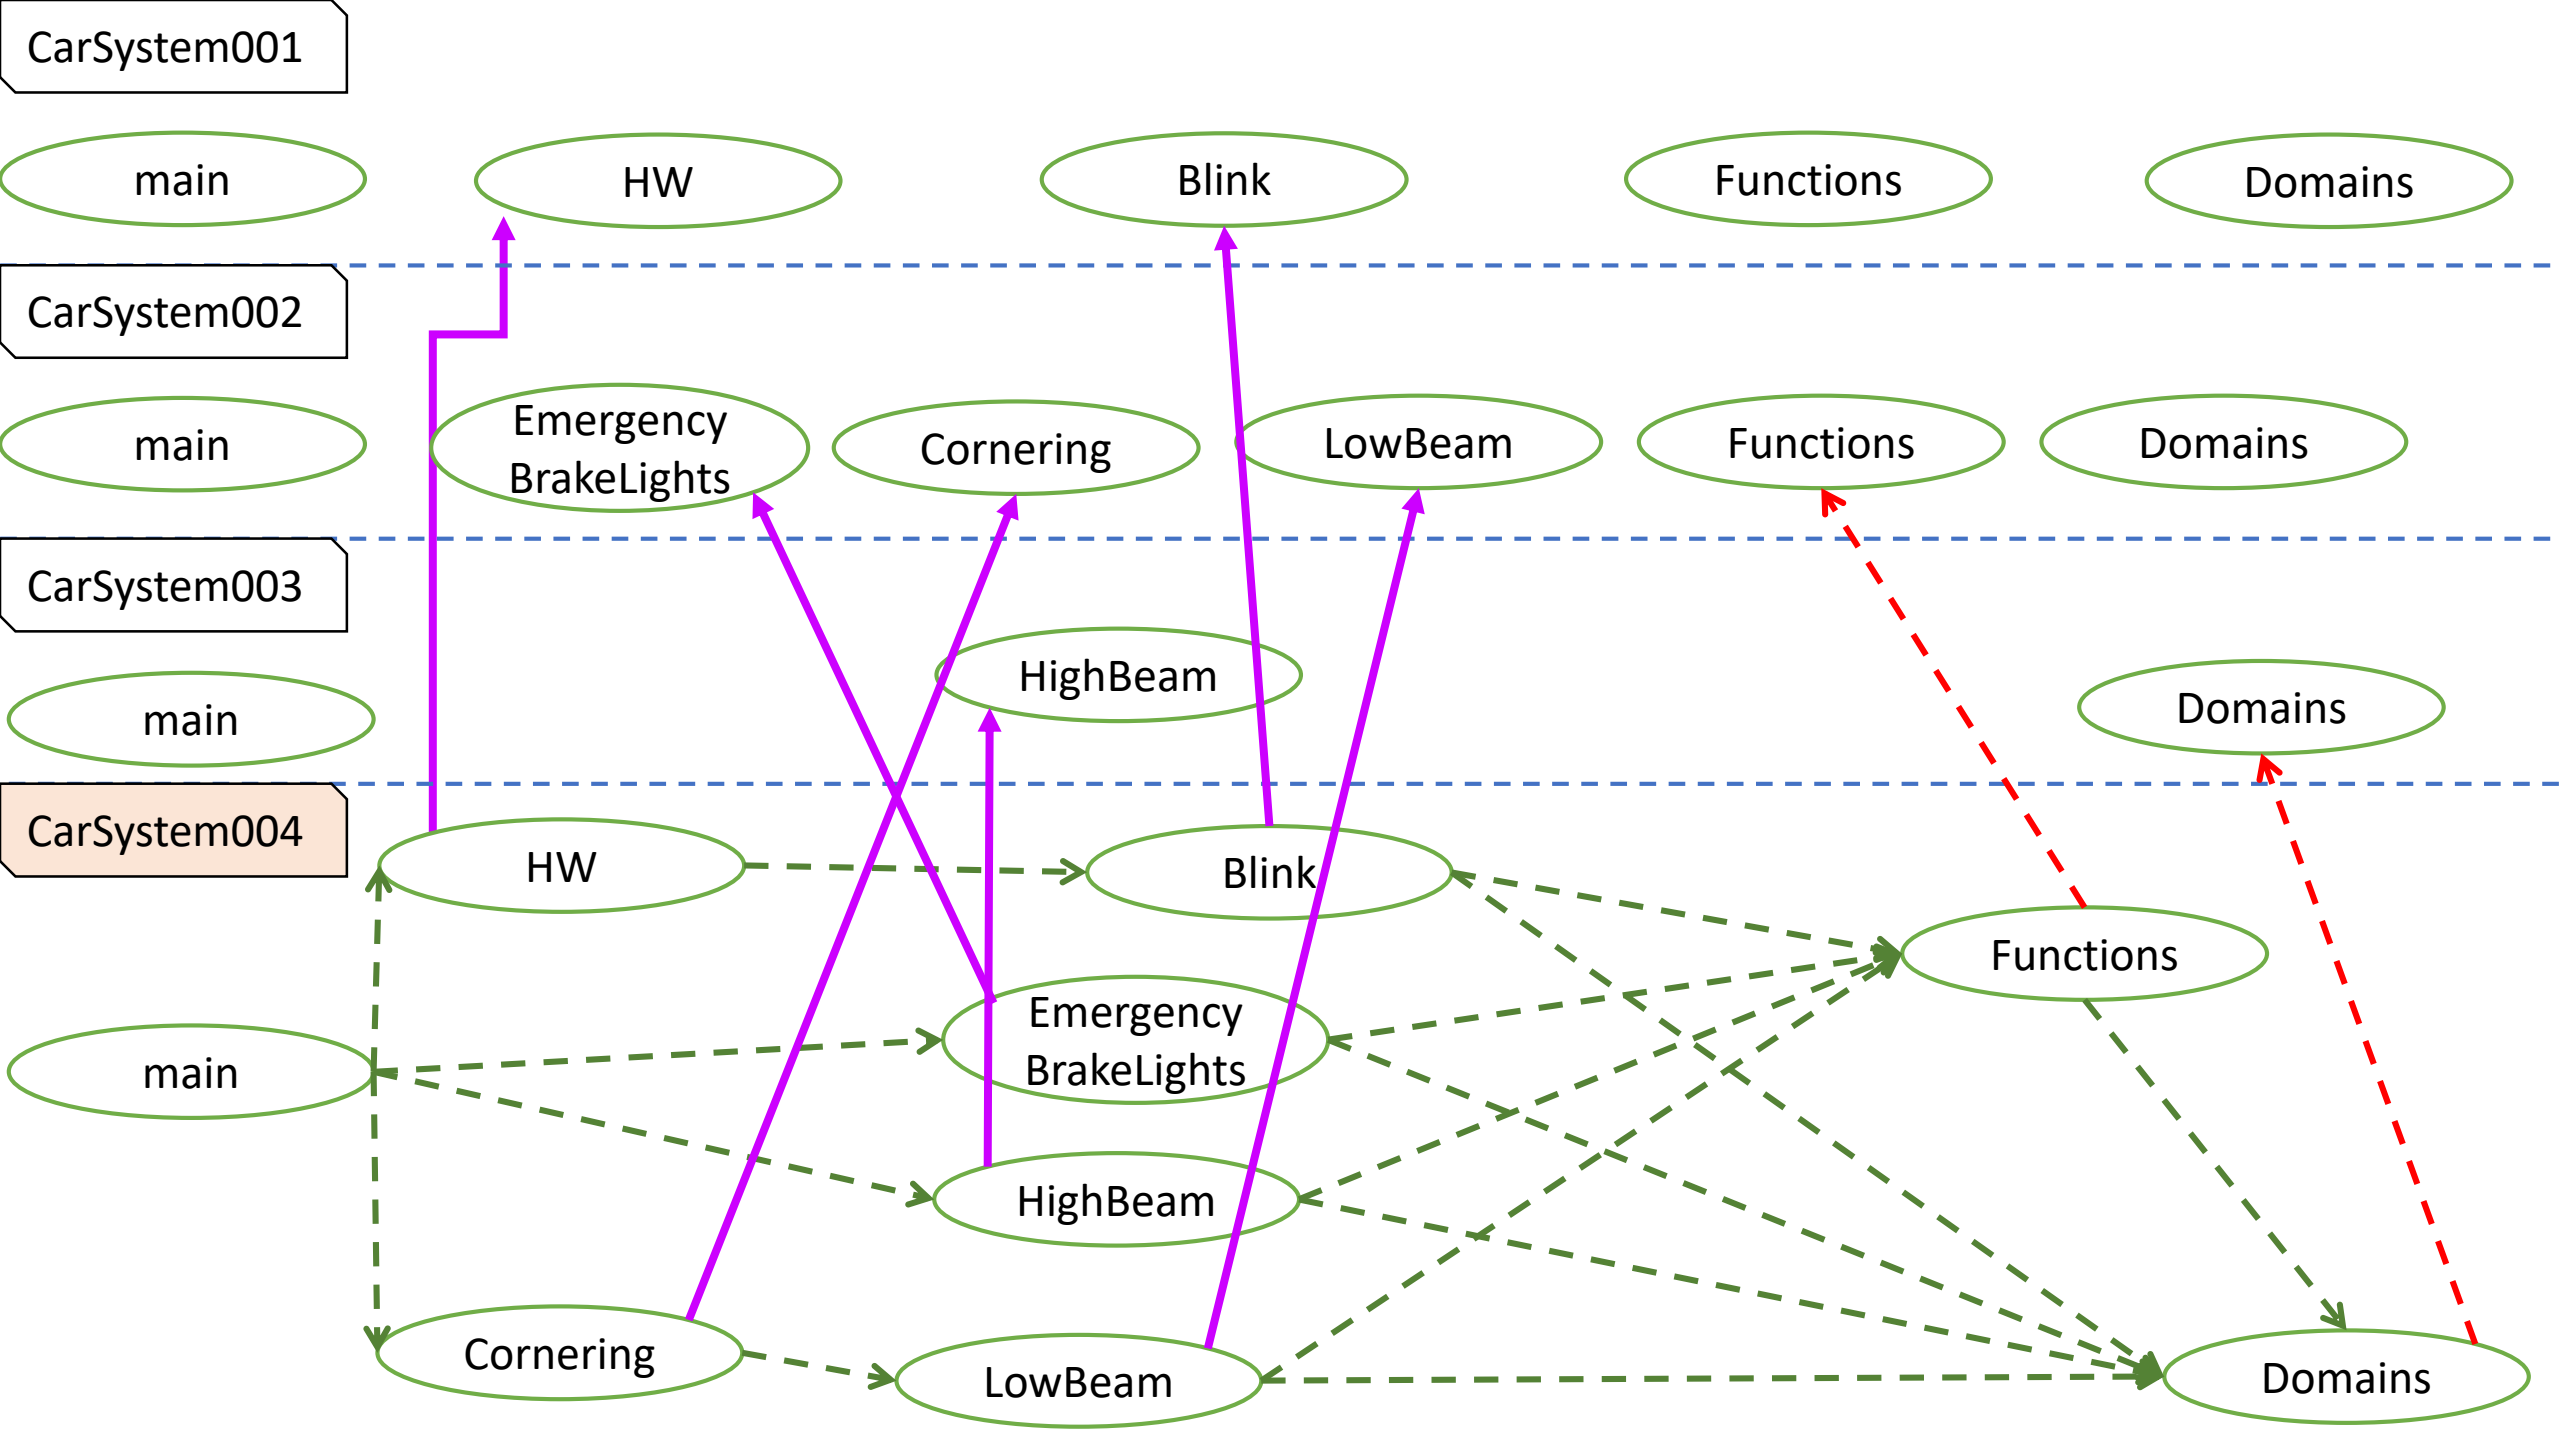 CarSystem001
main
HW
Blink
Functions
Domains
CarSystem002
main
Emergency
BrakeLights
Cornering
LowBeam
Functions
Domains
CarSystem003
main
HighBeam
Domains
CarSystem004
HW
Blink
Functions
main
Emergency
BrakeLights
HighBeam
Cornering
LowBeam
Domains